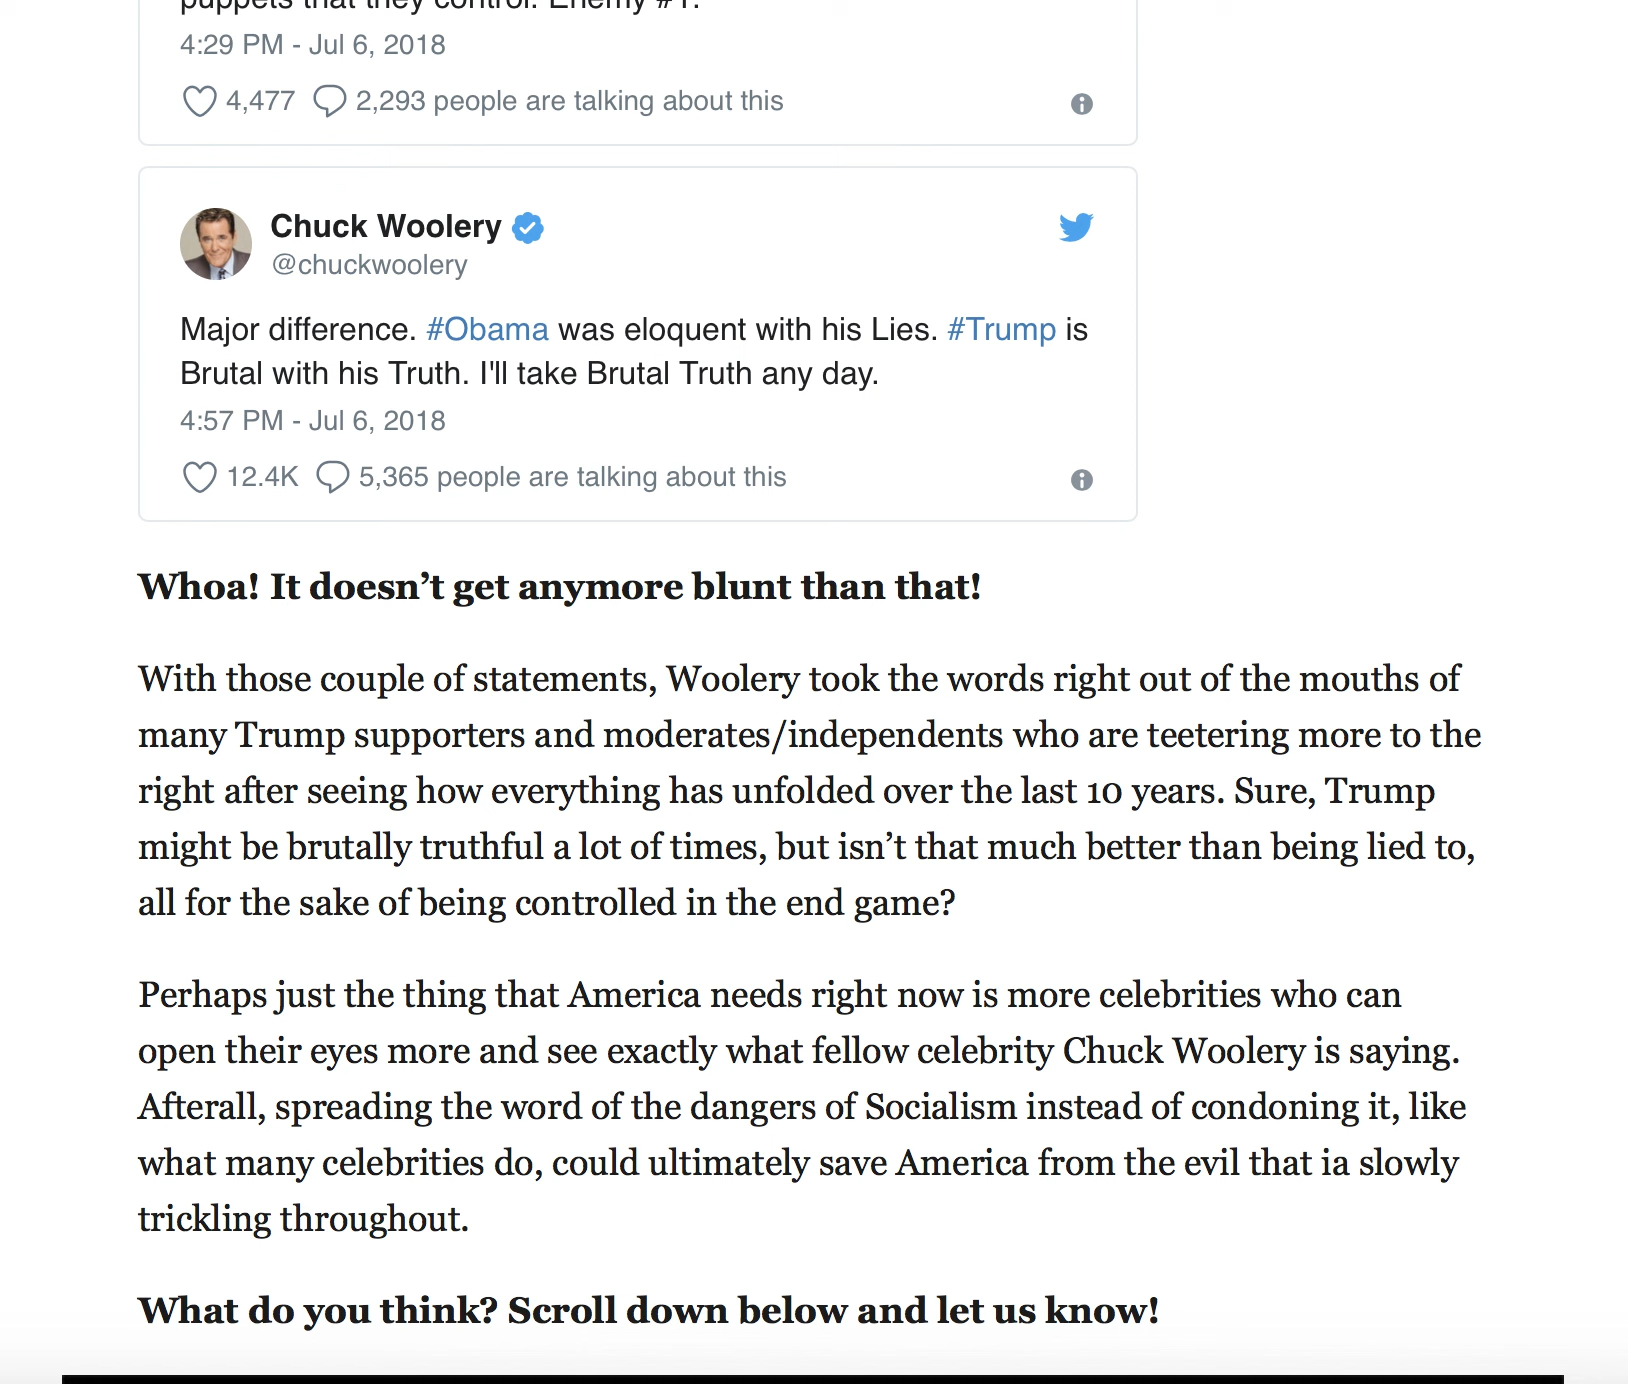 puppets that they control. Enemy #1.
4:29 PM - Jul 6, 2018
4,477 2,293 people are talking about this
Chuck Woolery
@chuckwoolery
Major difference. #Obama was eloquent with his Lies. #Trump is
Brutal with his Truth. I'll take Brutal Truth any day.
4:57 PM - Jul 6, 2018
12.4K 5,365 people are talking about this
Whoa! It doesn’t get anymore blunt than that!
With those couple of statements, Woolery took the words right out of the mouths of
many Trump supporters and moderates/independents who are teetering more to the
right after seeing how everything has unfolded over the last 10 years. Sure, Trump
might be brutally truthful a lot of times, but isn’t that much better than being lied to,
all for the sake of being controlled in the end game?
Perhaps just the thing that America needs right now is more celebrities who can
open their eyes more and see exactly what fellow celebrity Chuck Woolery is saying.
Afterall, spreading the word of the dangers of Socialism instead of condoning it, like
what many celebrities do, could ultimately save America from the evil that ia slowly
trickling throughout.
What do you think? Scroll down below and let us know!